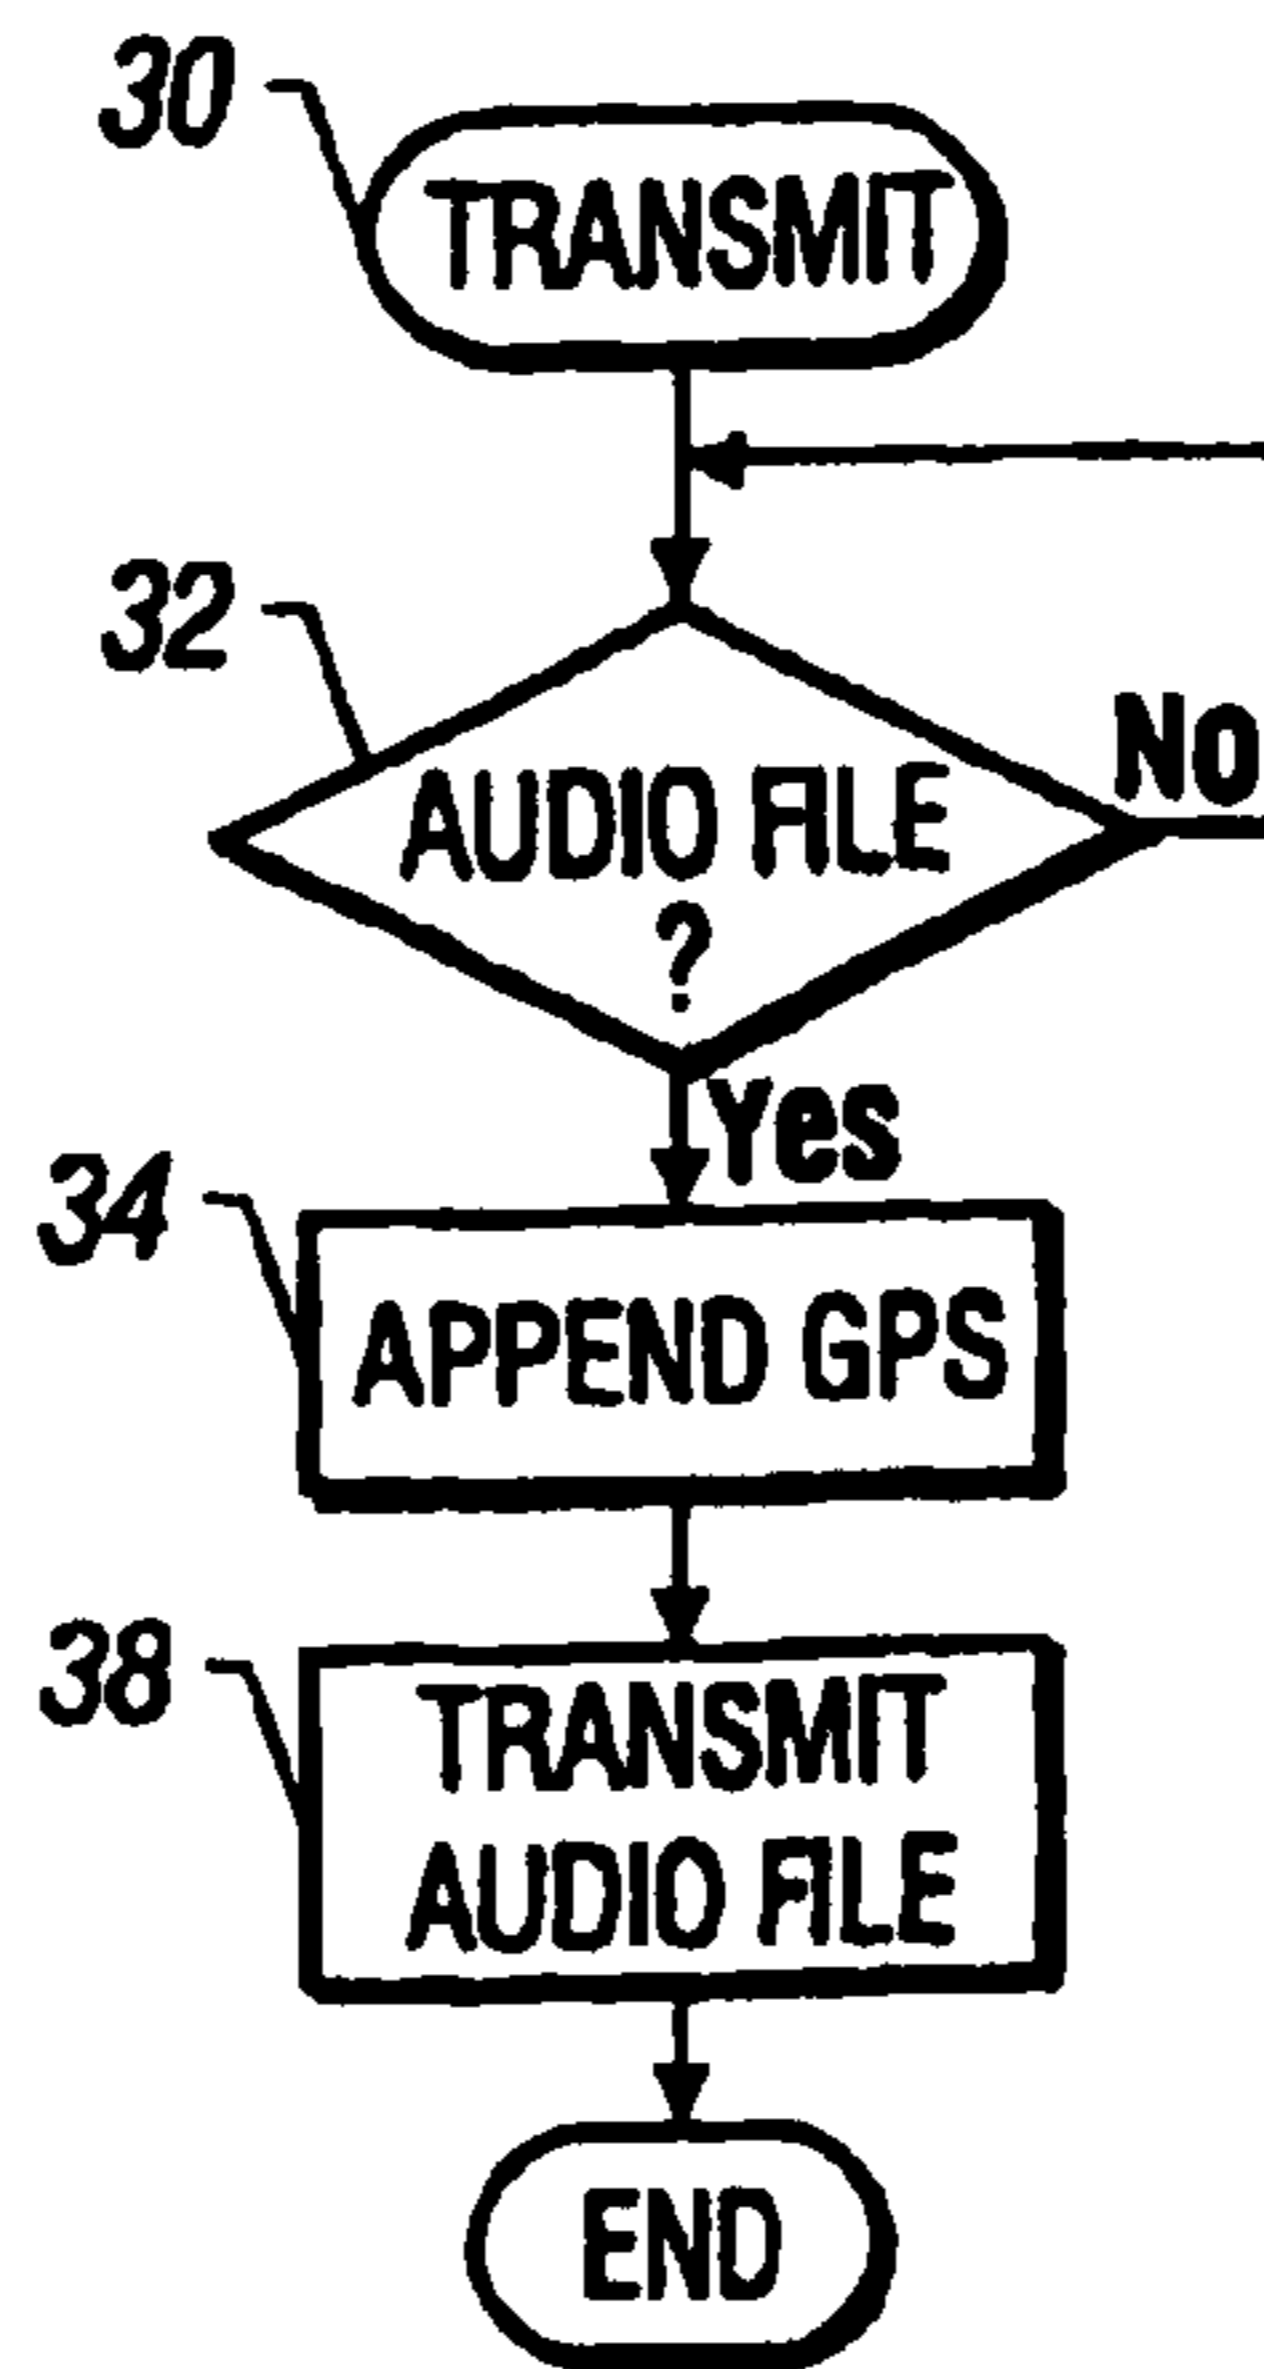 30
TRANSMIT
32
AUDIO FILE
?
No
Yes
34
APPEND GPS
38
TRANSMIT
AUDIO FILE
END